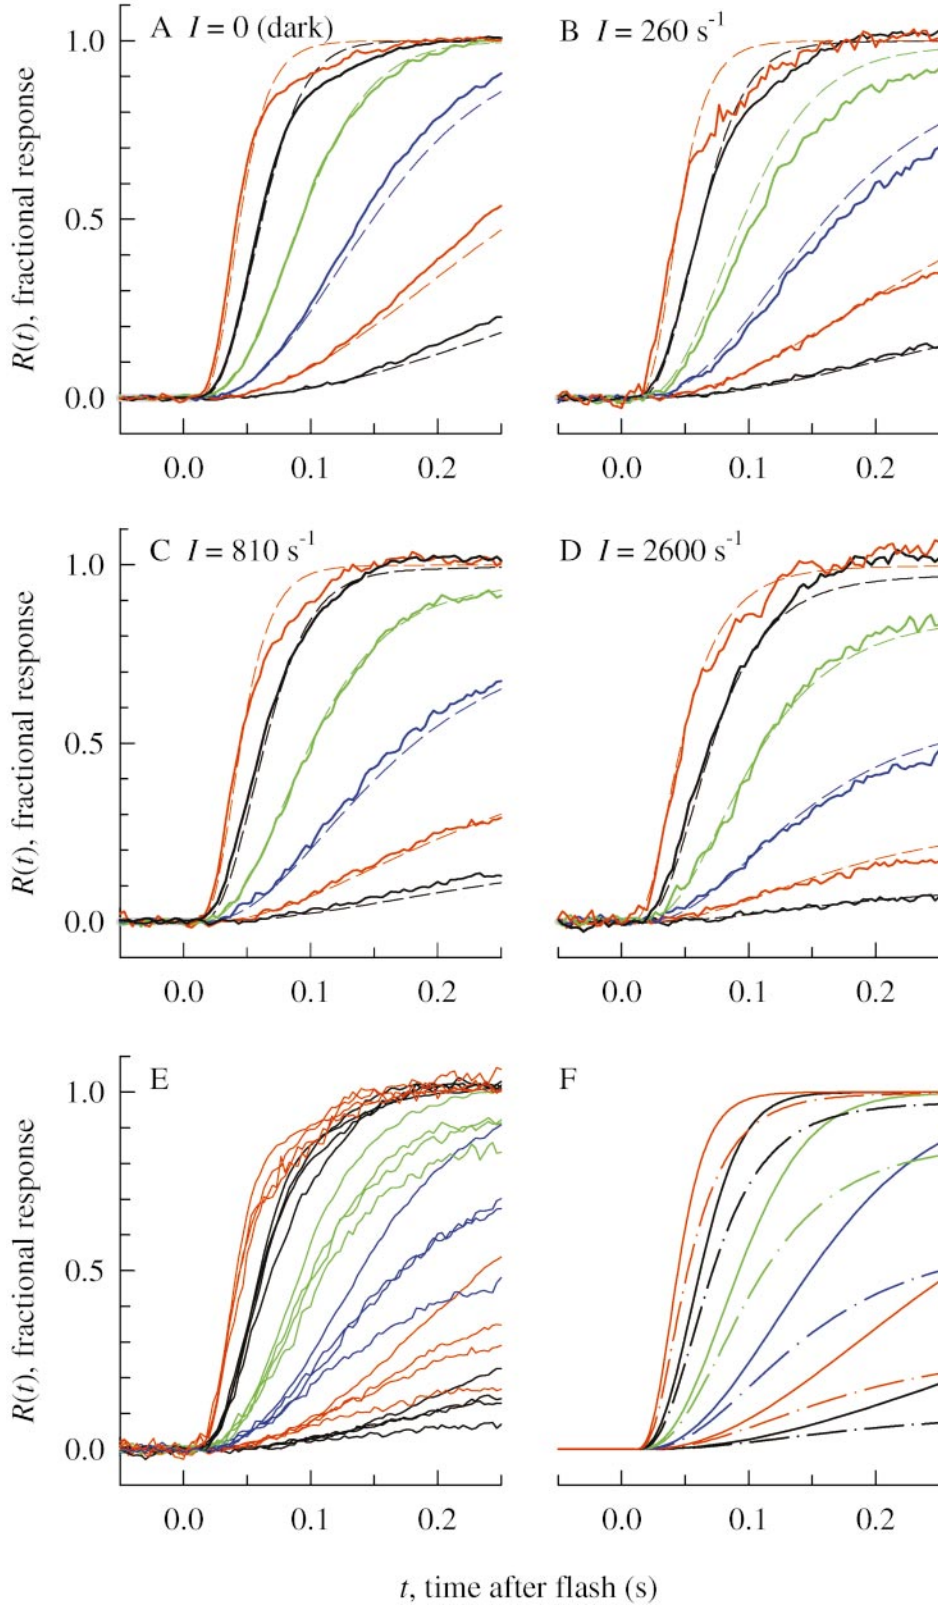 A I = 0 (dark)
B I = 260 s⁻¹
1.0
0.5
0.0
R(t), fractional response
0.0 0.1 0.2
0.0 0.1 0.2
C I = 810 s⁻¹
D I = 2600 s⁻¹
1.0
0.5
0.0
R(t), fractional response
0.0 0.1 0.2
0.0 0.1 0.2
E
F
1.0
0.5
0.0
R(t), fractional response
0.0 0.1 0.2
0.0 0.1 0.2
t, time after flash (s)